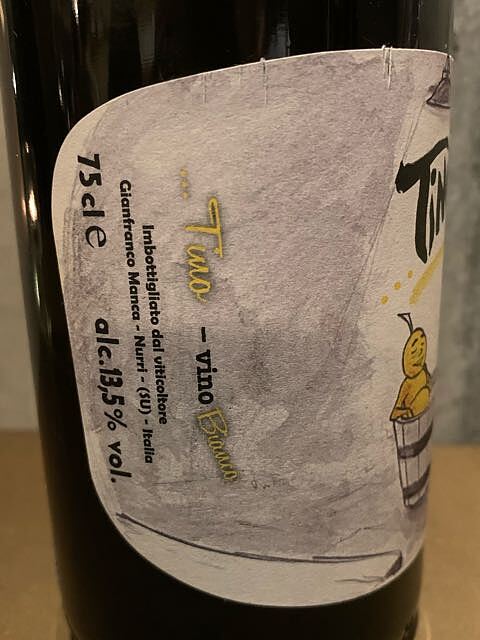 ... Tino – vino Bianco
Imbottigliato dal viticoltore
Gianfranco Manca - Nurri - (SU) - Italia
75 cl e alc.13,5% vol.